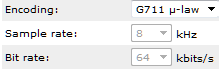 Encoding: G711 µ-law
Sample rate: 8 kHz
Bit rate: 64 kbits/s